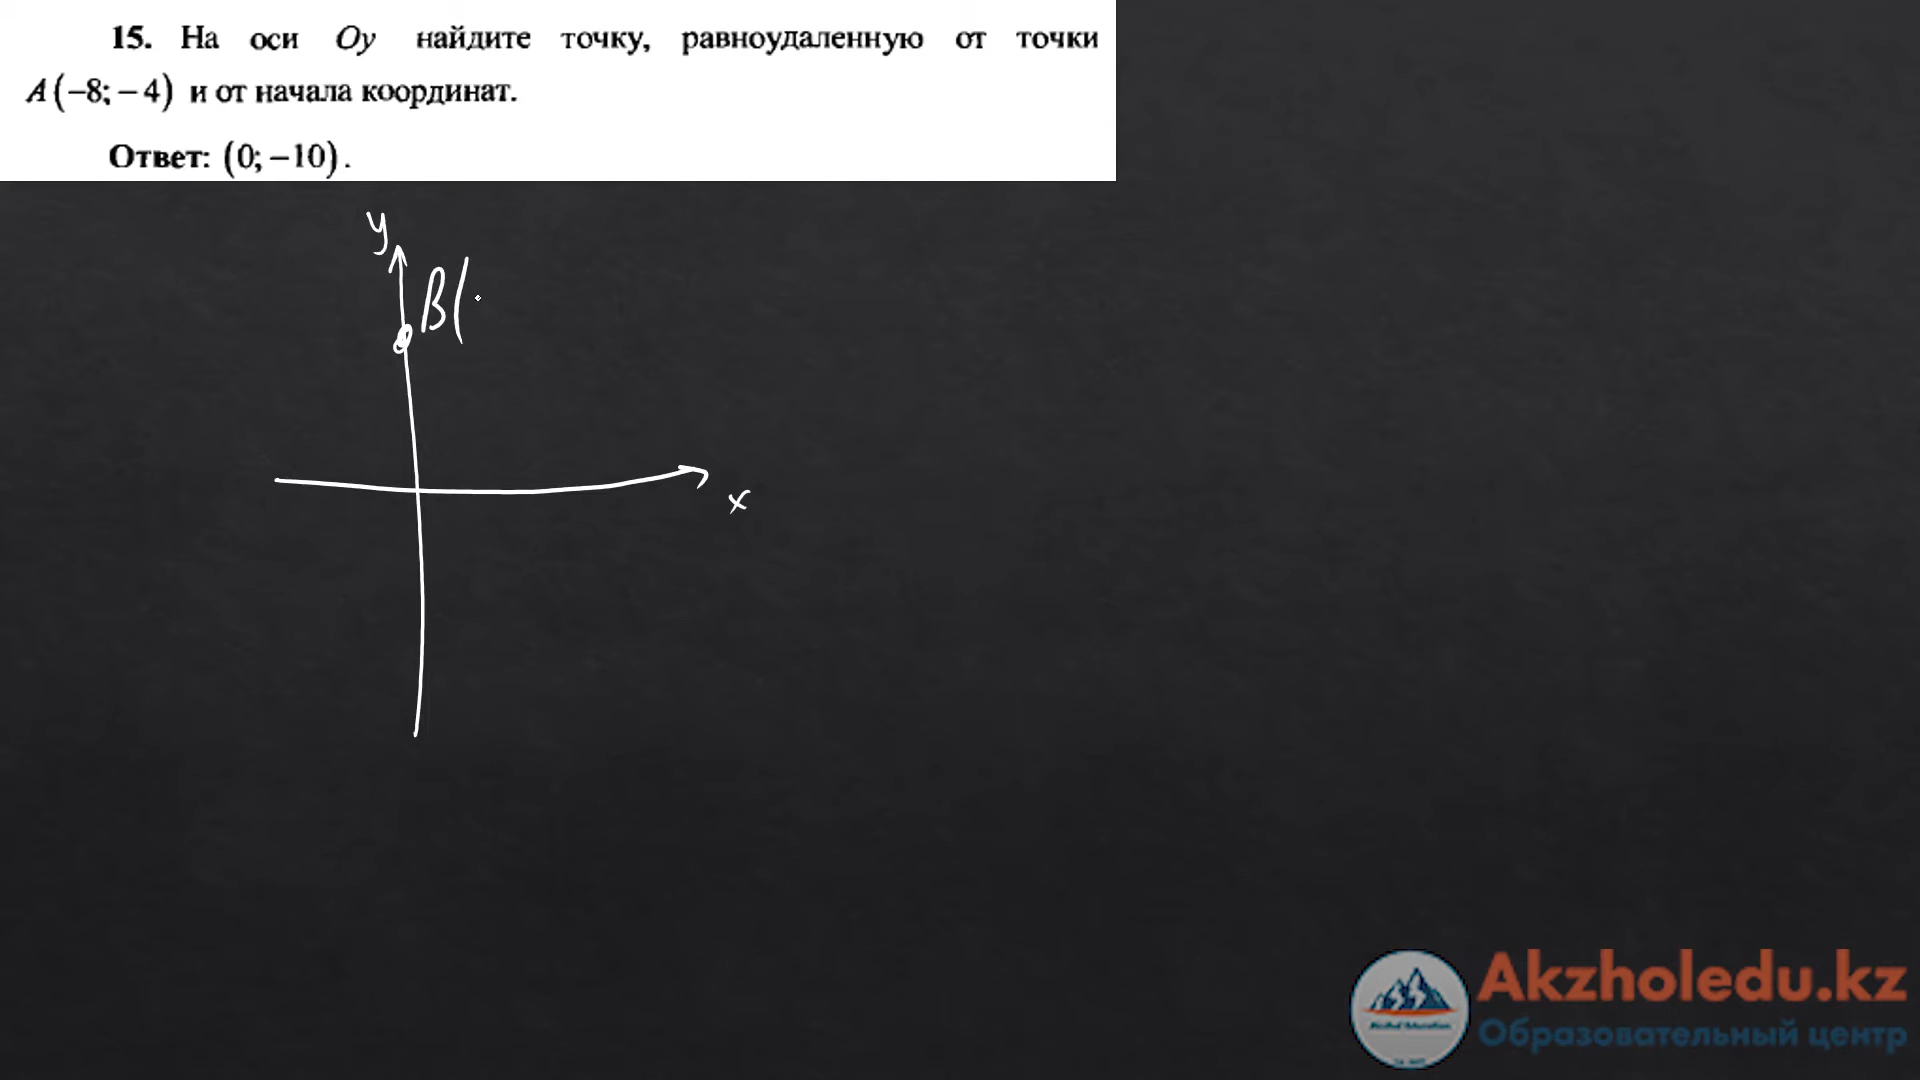 15. На оси Oy найдите точку, равноудаленную от точки
A(−8; −4) и от начала координат.
Ответ: (0; −10).
y
B(
x
Akzholedu.kz
Образовательный центр